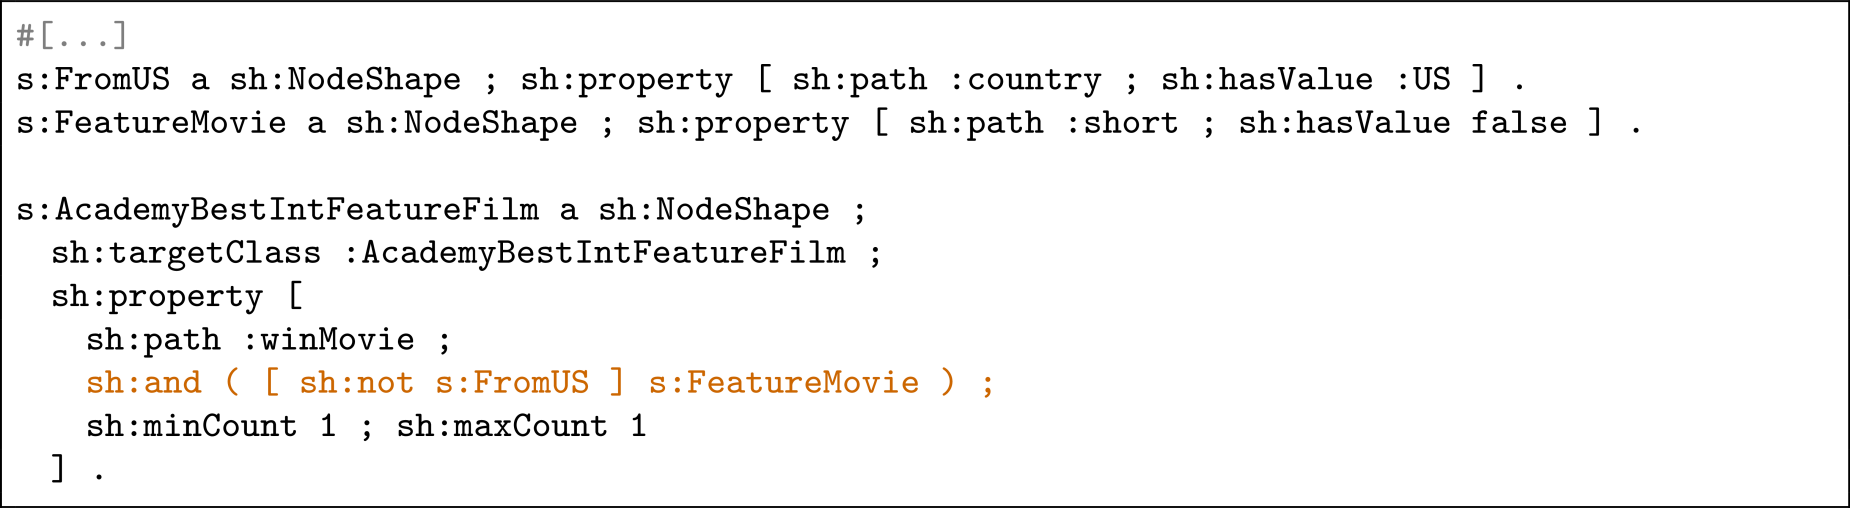 #[...]
s:FromUS a sh:NodeShape ; sh:property [ sh:path :country ; sh:hasValue :US ] .
s:FeatureMovie a sh:NodeShape ; sh:property [ sh:path :short ; sh:hasValue false ] .
s:AcademyBestIntFeatureFilm a sh:NodeShape ;
sh:targetClass :AcademyBestIntFeatureFilm ;
sh:property [
sh:path :winMovie ;
sh:and ( [ sh:not s:FromUS ] s:FeatureMovie ) ;
sh:minCount 1 ; sh:maxCount 1
] .